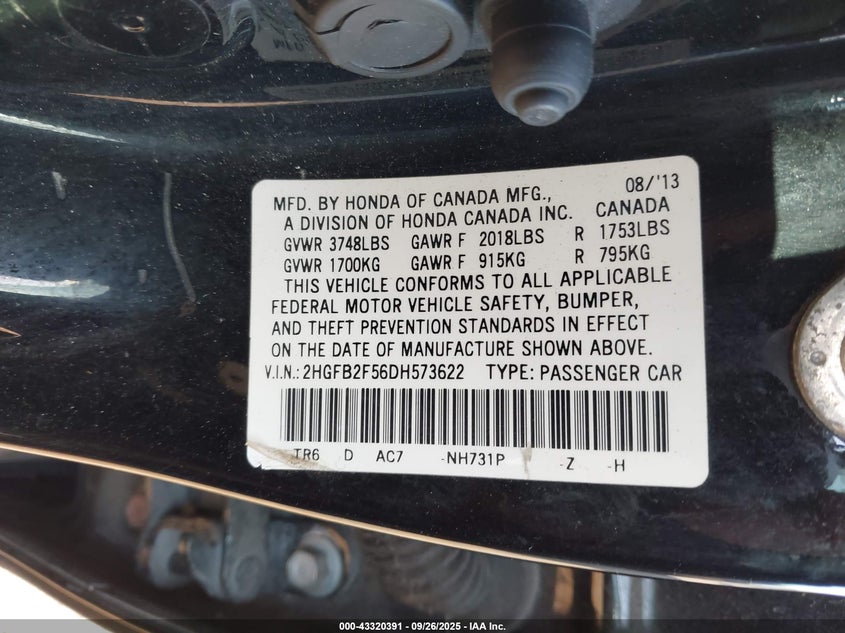 MFD. BY HONDA OF CANADA MFG., 08/'13
A DIVISION OF HONDA CANADA INC. CANADA
GVWR 3748LBS GAWR F 2018LBS R 1753LBS
GVWR 1700KG GAWR F 915KG R 795KG
THIS VEHICLE CONFORMS TO ALL APPLICABLE
FEDERAL MOTOR VEHICLE SAFETY, BUMPER,
AND THEFT PREVENTION STANDARDS IN EFFECT
ON THE DATE OF MANUFACTURE SHOWN ABOVE.
V.I.N.: 2HGFB2F56DH573622 TYPE: PASSENGER CAR
TR6 D AC7 -NH731P -Z -H
000-43320391 - 09/26/2025 - IAA Inc.